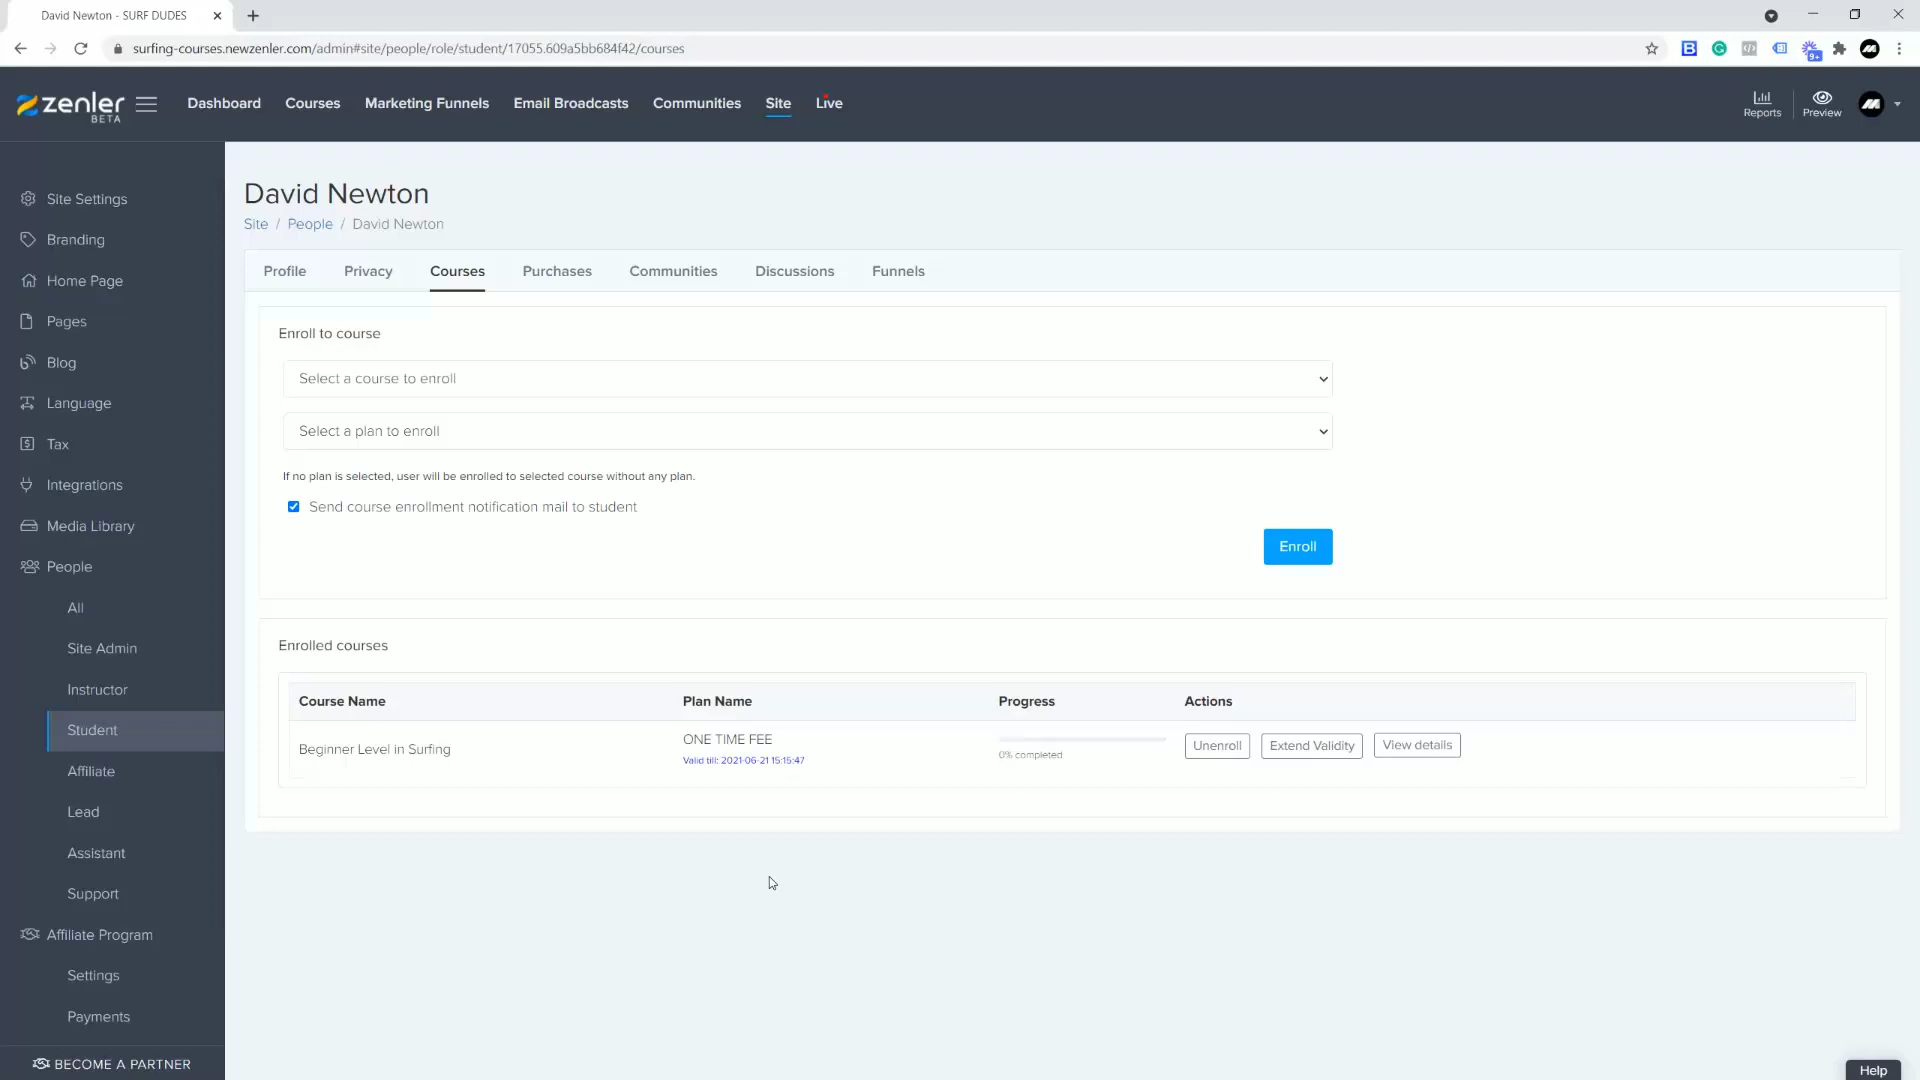 David Newton - SURF DUDES
surfing-courses.newzenler.com/admin#site/people/role/student/17055.609a5bb684f42/courses
9+
zenler
BETA
Dashboard
Courses
Marketing Funnels
Email Broadcasts
Communities
Site
Live
Reports
Preview
Site Settings
Branding
Home Page
Pages
Blog
Language
Tax
Integrations
Media Library
People
All
Site Admin
Instructor
Student
Affiliate
Lead
Assistant
Support
Affiliate Program
Settings
Payments
BECOME A PARTNER
David Newton
Site / People / David Newton
Profile
Privacy
Courses
Purchases
Communities
Discussions
Funnels
Enroll to course
Select a course to enroll
Select a plan to enroll
If no plan is selected, user will be enrolled to selected course without any plan.
Send course enrollment notification mail to student
Enroll
Enrolled courses
Course Name Plan Name Progress Actions
Beginner Level in Surfing
ONE TIME FEE
Valid till: 2021-06-21 15:15:47
0% completed
Unenroll
Extend Validity
View details
Help